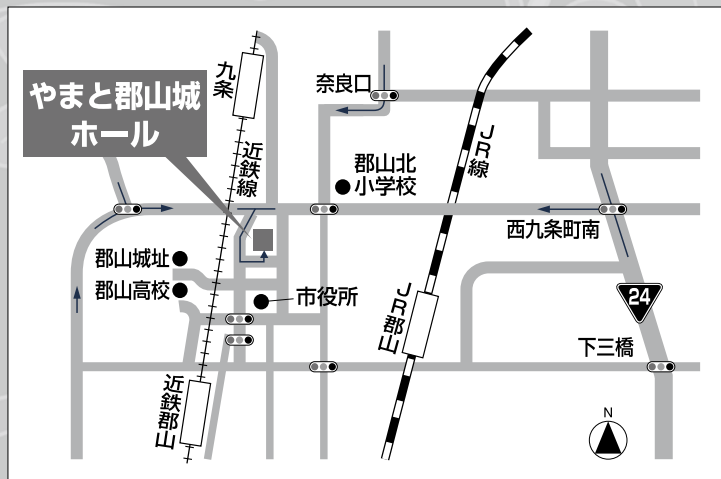 九条
奈良口
やまと郡山城
ホール
近鉄線
JR線
郡山北
小学校
西九条町南
郡山城址
郡山高校
市役所
JR郡山
24
下三橋
近鉄郡山
N